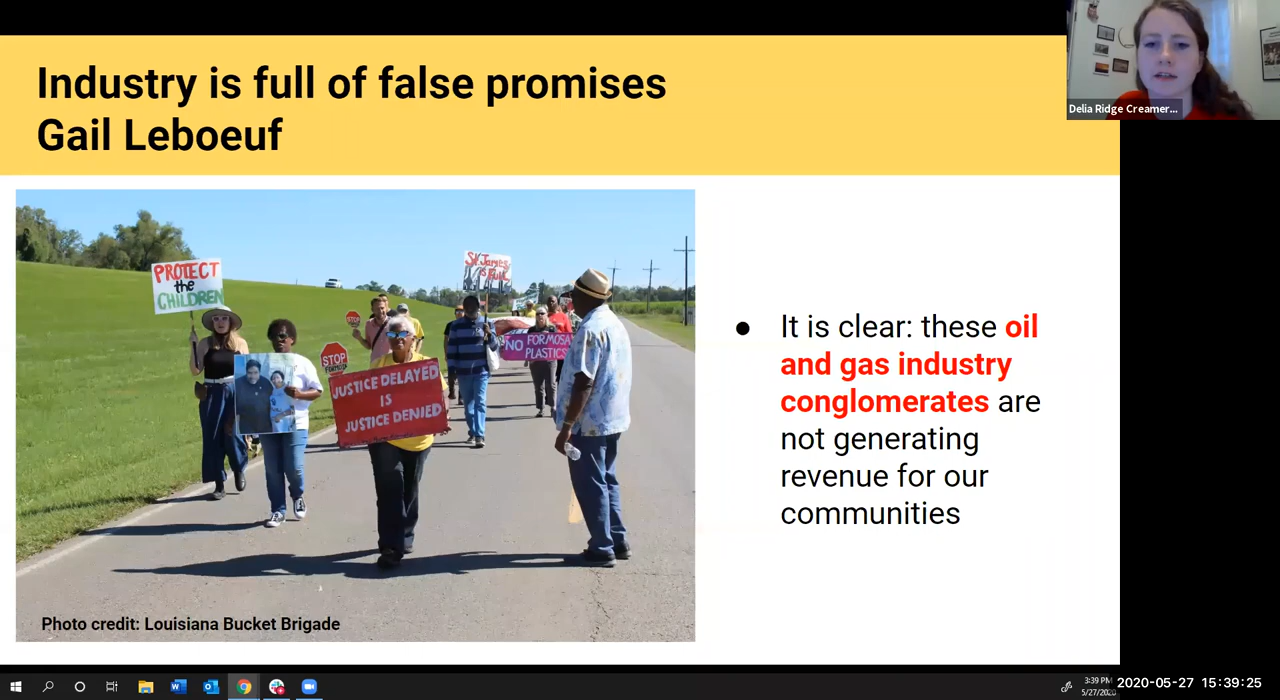 Industry is full of false promises
Gail Leboeuf
Delia Ridge Creamer...
PROTECT
the
CHILDREN
St. James
is Full
STOP
STOP
FORMOSA
NO FORMOSA
PLASTICS
JUSTICE DELAYED
IS
JUSTICE DENIED
Photo credit: Louisiana Bucket Brigade
● It is clear: these oil
and gas industry
conglomerates are
not generating
revenue for our
communities
3:39 PM
5/27/2020
2020-05-27 15:39:25